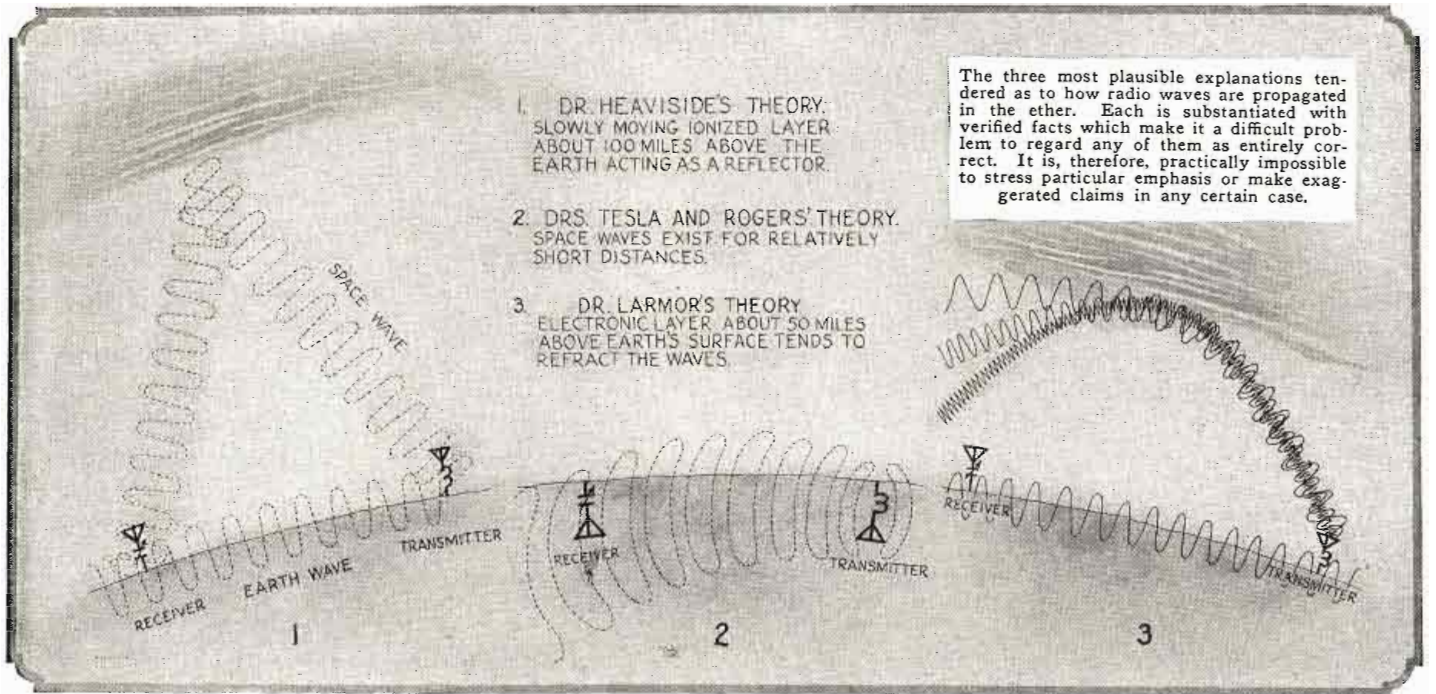 1. DR. HEAVISIDE'S THEORY.
SLOWLY MOVING IONIZED LAYER
ABOUT 100 MILES ABOVE THE
EARTH ACTING AS A REFLECTOR.
2. DRS. TESLA AND ROGERS' THEORY.
SPACE WAVES EXIST FOR RELATIVELY
SHORT DISTANCES.
3. DR. LARMOR'S THEORY
ELECTRONIC LAYER ABOUT 50 MILES
ABOVE EARTH'S SURFACE TENDS TO
REFRACT THE WAVES.
The three most plausible explanations ten-
dered as to how radio waves are propagated
in the ether. Each is substantiated with
verified facts which make it a difficult prob-
lem to regard any of them as entirely cor-
rect. It is, therefore, practically impossible
to stress particular emphasis or make exag-
gerated claims in any certain case.
SPACE WAVE
TRANSMITTER
EARTH WAVE
RECEIVER
1
RECEIVER
TRANSMITTER
2
RECEIVER
TRANSMITTER
3